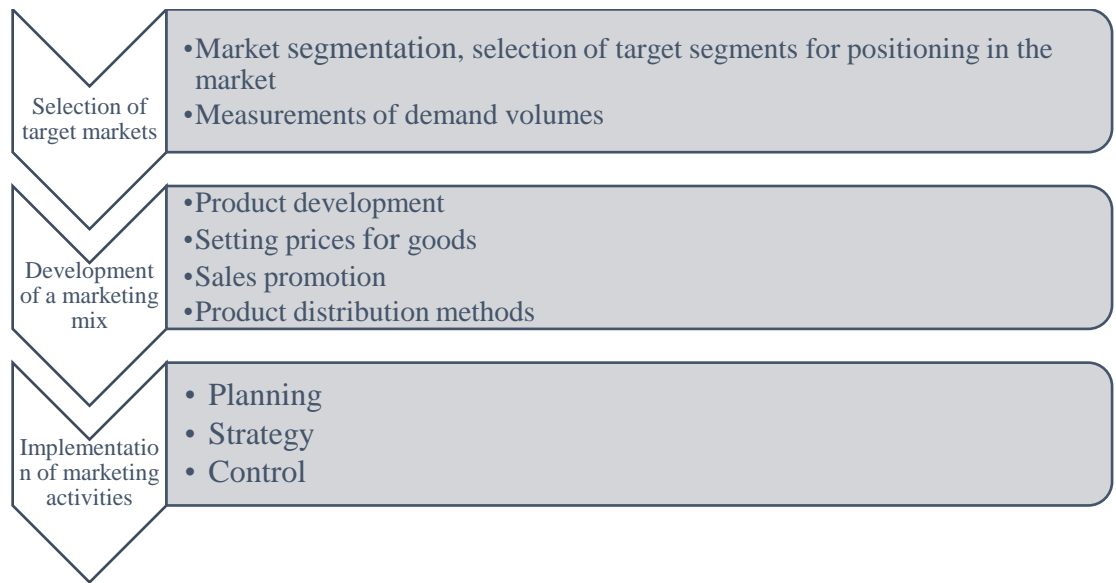 Selection of
target markets
•Market segmentation, selection of target segments for positioning in the
market
•Measurements of demand volumes
Development
of a marketing
mix
•Product development
•Setting prices for goods
•Sales promotion
•Product distribution methods
Implementatio
n of marketing
activities
• Planning
• Strategy
• Control